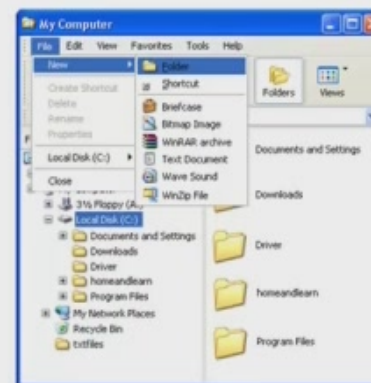 My Computer
File Edit View Favorites Tools Help
New
Folder
Shortcut
Create Shortcut
Delete
Rename
Properties
Briefcase
Bitmap Image
WinRAR archive
Text Document
Wave Sound
WinZip File
Local Disk (C:)
Close
Folders
Views
3½ Floppy (A:)
Local Disk (C:)
Documents and Settings
Downloads
Driver
homeandlearn
Program Files
My Network Places
Recycle Bin
txtfiles
Documents and Settings
Downloads
Driver
homeandlearn
Program Files